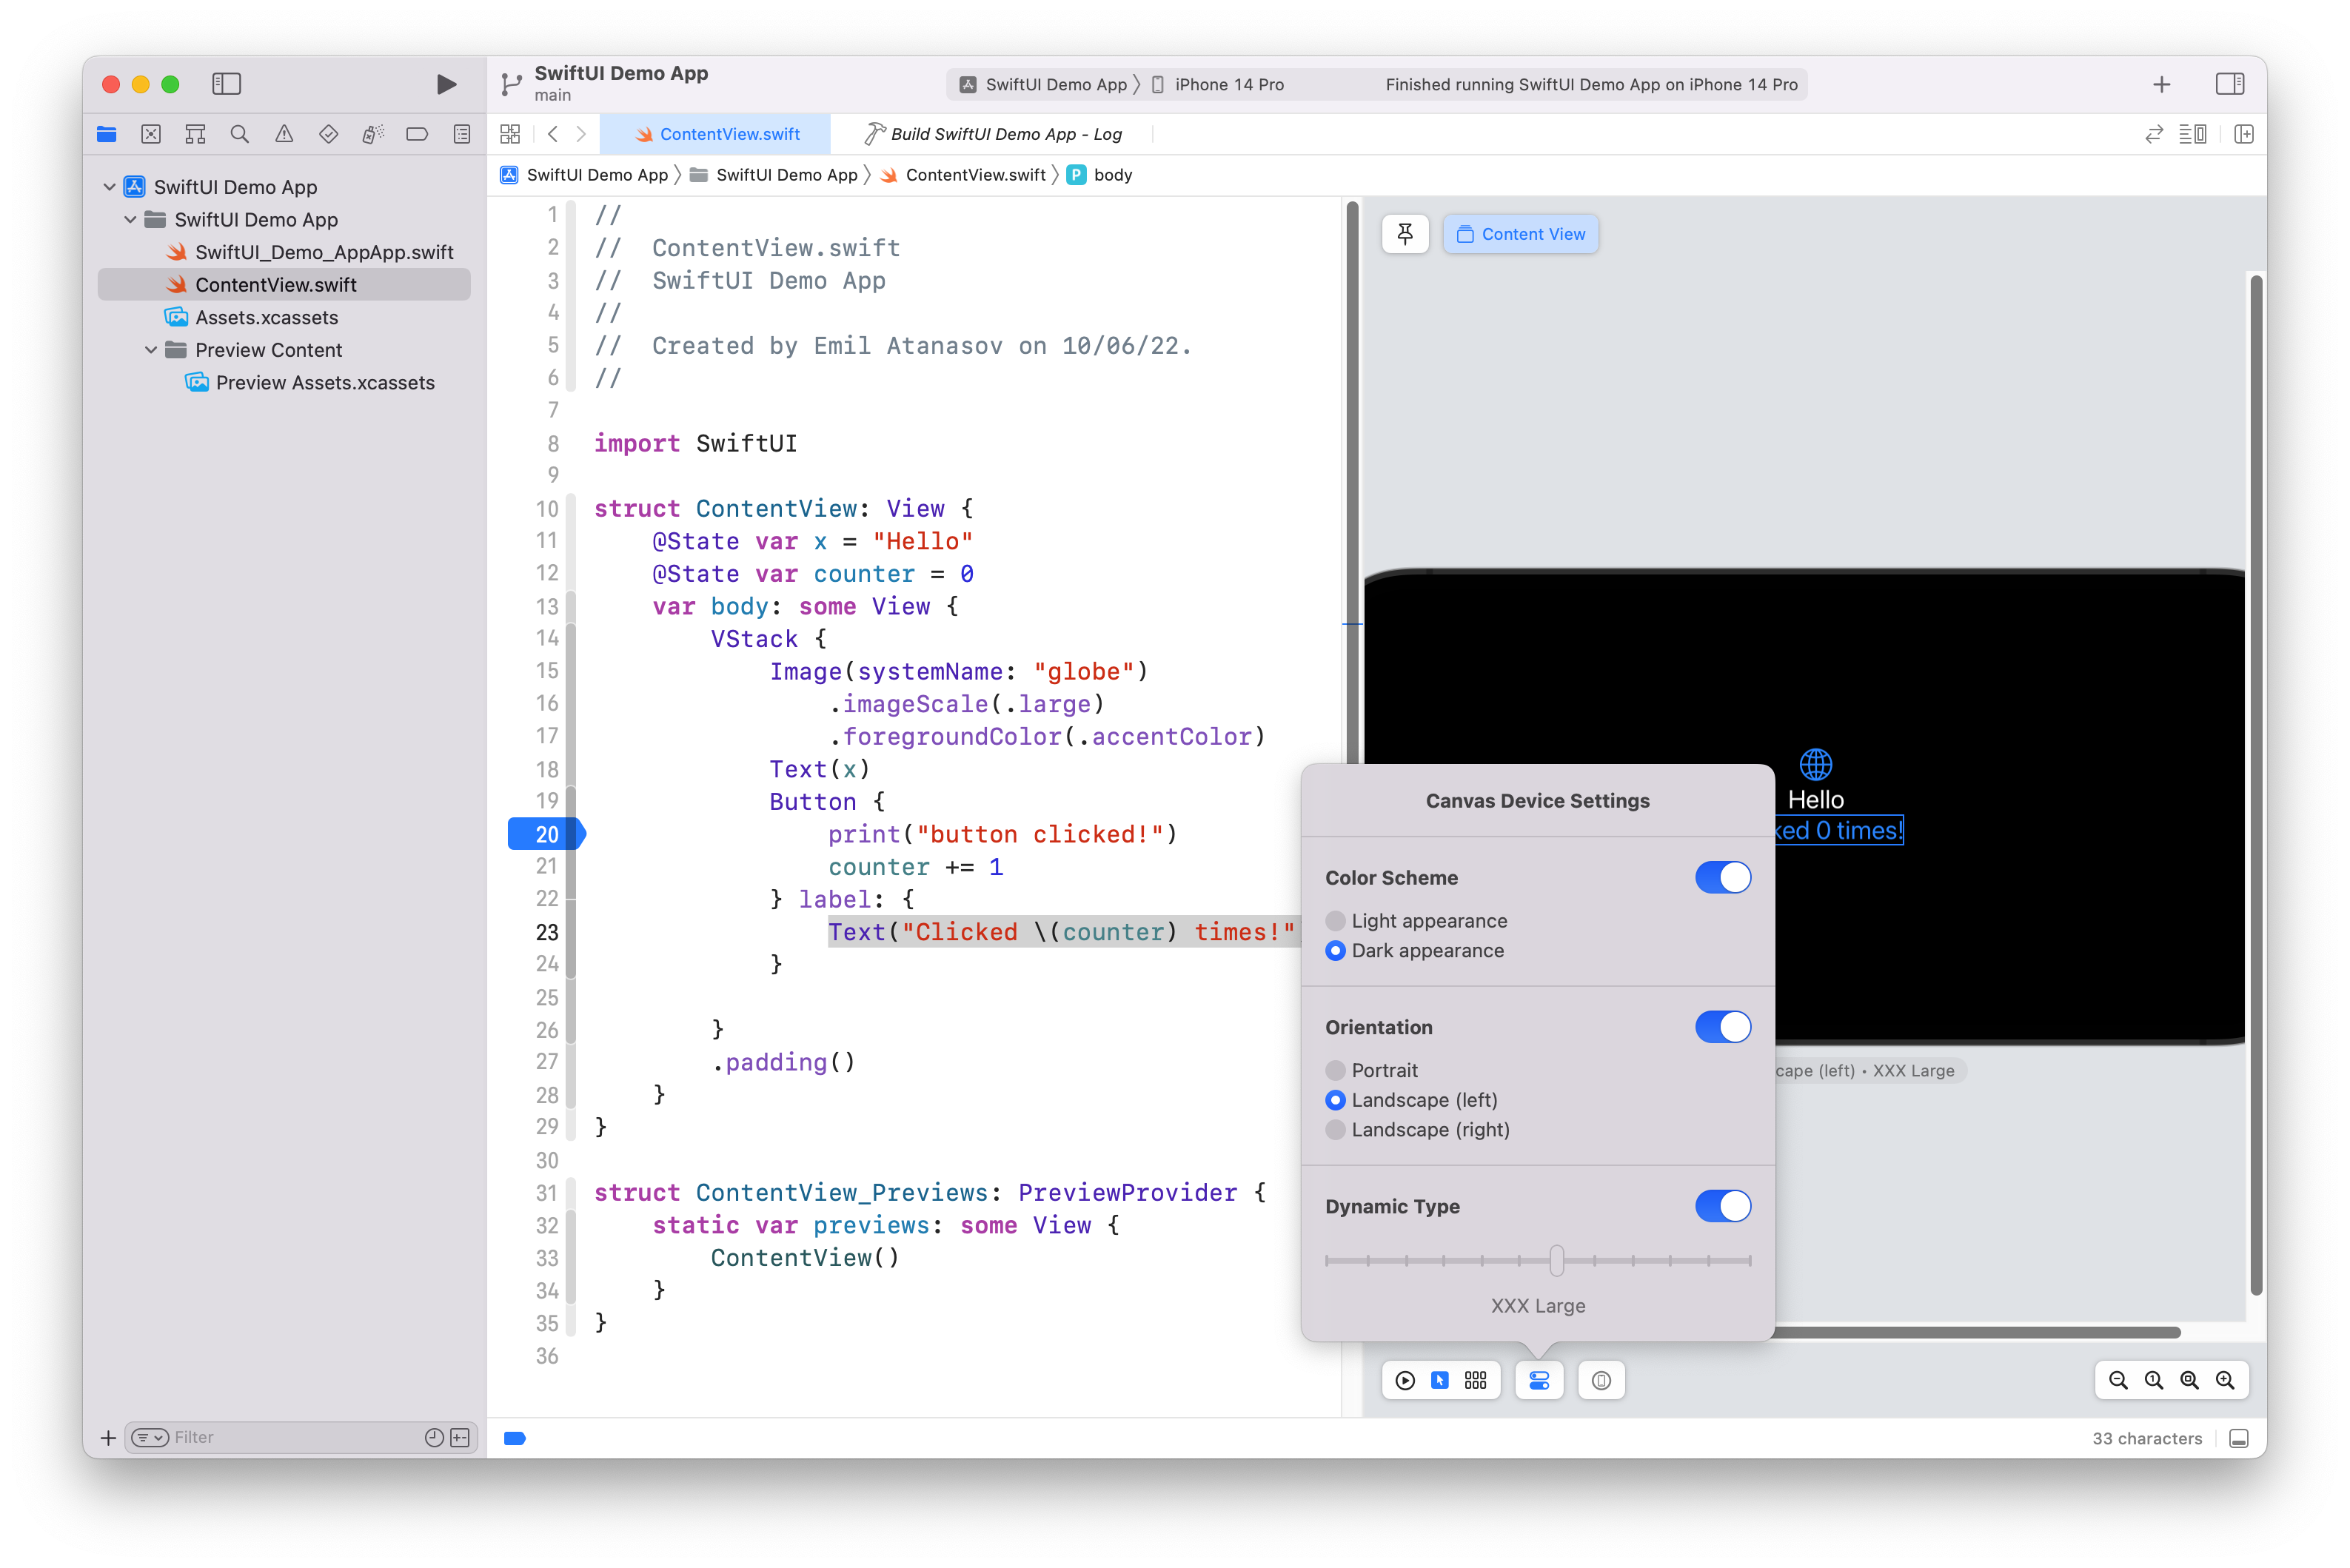 SwiftUI Demo App
main
SwiftUI Demo App
iPhone 14 Pro
Finished running SwiftUI Demo App on iPhone 14 Pro
ContentView.swift
Build SwiftUI Demo App - Log
SwiftUI Demo App
SwiftUI Demo App
ContentView.swift
P body
SwiftUI Demo App
SwiftUI Demo App
SwiftUI_Demo_AppApp.swift
ContentView.swift
Assets.xcassets
Preview Content
Preview Assets.xcassets
Filter
1 //
2 //  ContentView.swift
3 //  SwiftUI Demo App
4 //
5 //  Created by Emil Atanasov on 10/06/22.
6 //
7
8 import SwiftUI
9
10 struct ContentView: View {
11     @State var x = "Hello"
12     @State var counter = 0
13     var body: some View {
14         VStack {
15             Image(systemName: "globe")
16                 .imageScale(.large)
17                 .foregroundColor(.accentColor)
18             Text(x)
19             Button {
20                 print("button clicked!")
21                 counter += 1
22             } label: {
23                 Text("Clicked \(counter) times!"
24             }
25
26         }
27         .padding()
28     }
29 }
30
31 struct ContentView_Previews: PreviewProvider {
32     static var previews: some View {
33         ContentView()
34     }
35 }
36
Content View
Hello
ked 0 times!
cape (left) • XXX Large
Canvas Device Settings
Color Scheme
Light appearance
Dark appearance
Orientation
Portrait
Landscape (left)
Landscape (right)
Dynamic Type
XXX Large
33 characters